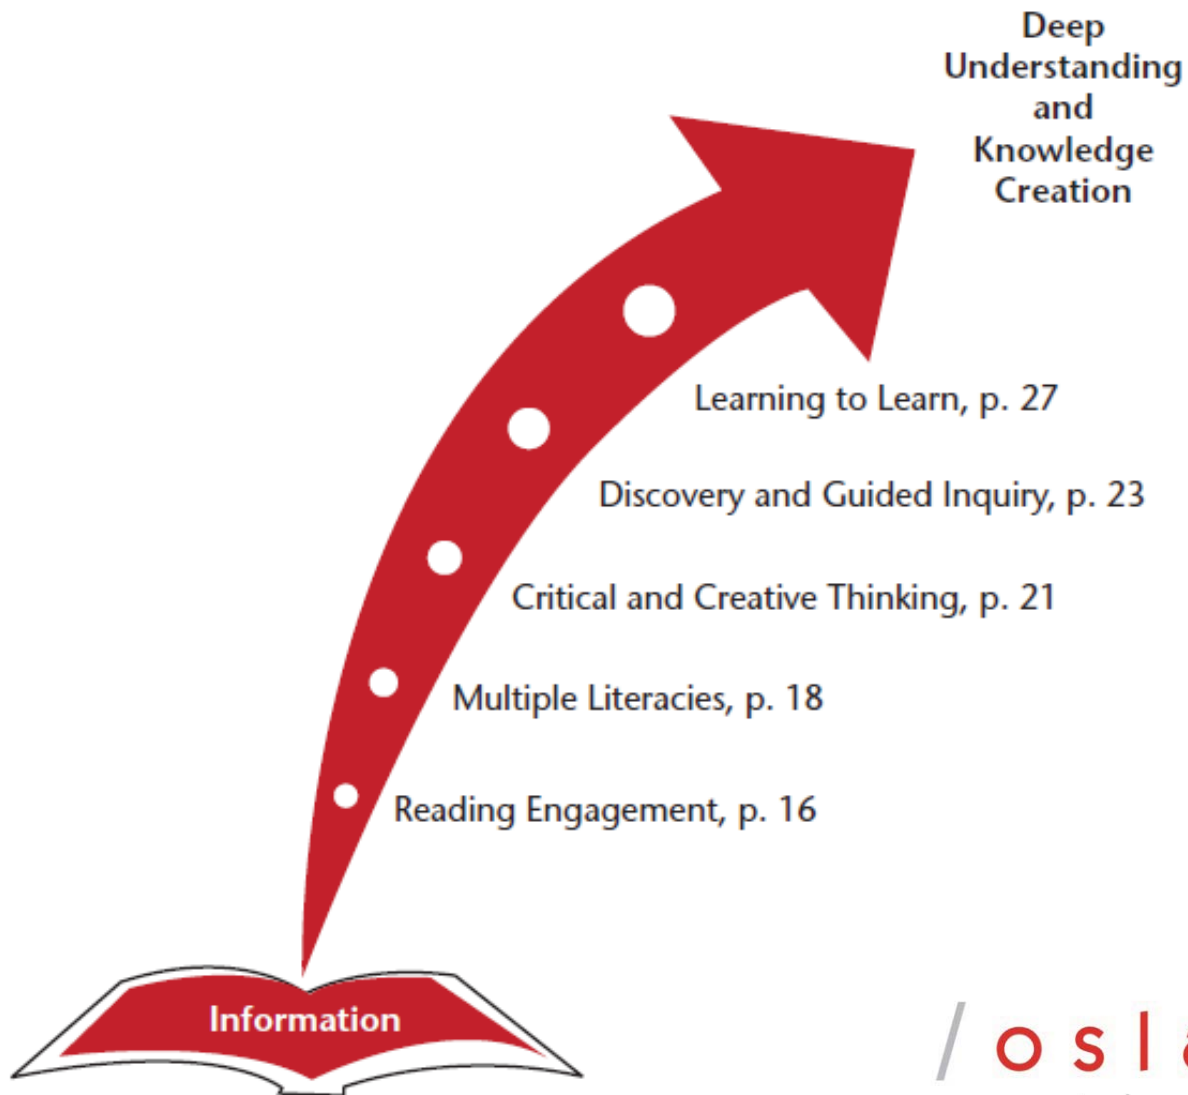 Deep
Understanding
and
Knowledge
Creation
Learning to Learn, p. 27
Discovery and Guided Inquiry, p. 23
Critical and Creative Thinking, p. 21
Multiple Literacies, p. 18
Reading Engagement, p. 16
Information
/ osla